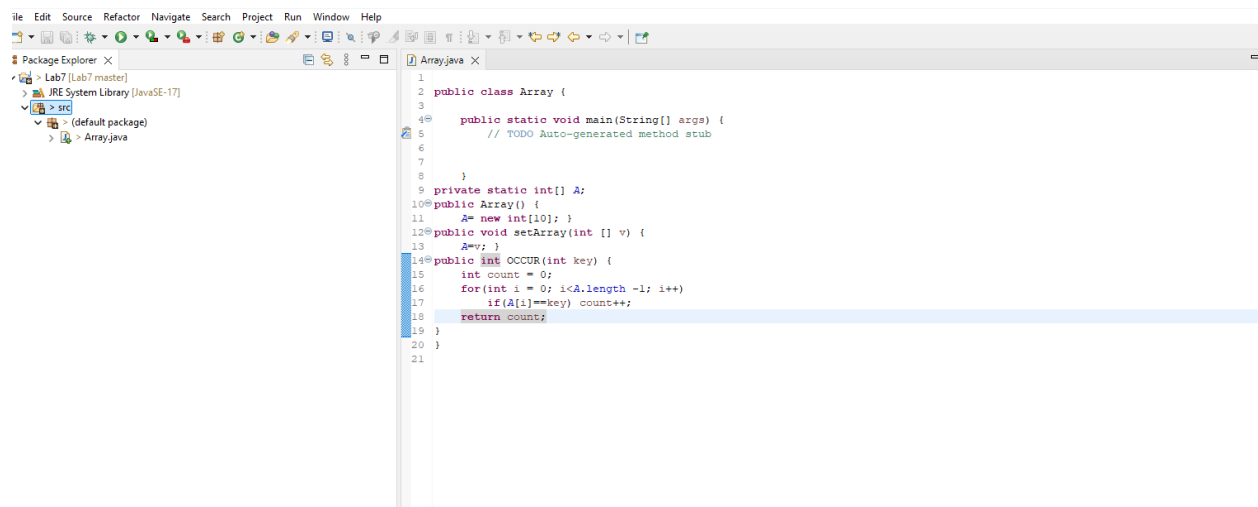 ile Edit Source Refactor Navigate Search Project Run Window Help
Package Explorer
Array.java
> Lab7 [Lab7 master]
JRE System Library [JavaSE-17]
> src
> (default package)
> Array.java
1
2 public class Array {
3
4 public static void main(String[] args) {
5 // TODO Auto-generated method stub
6
7
8 }
9 private static int[] A;
10 public Array() {
11 A= new int[10]; }
12 public void setArray(int [] v) {
13 A=v; }
14 public int OCCUR(int key) {
15 int count = 0;
16 for(int i = 0; i<A.length -1; i++)
17 if(A[i]==key) count++;
18 return count;
19 }
20 }
21